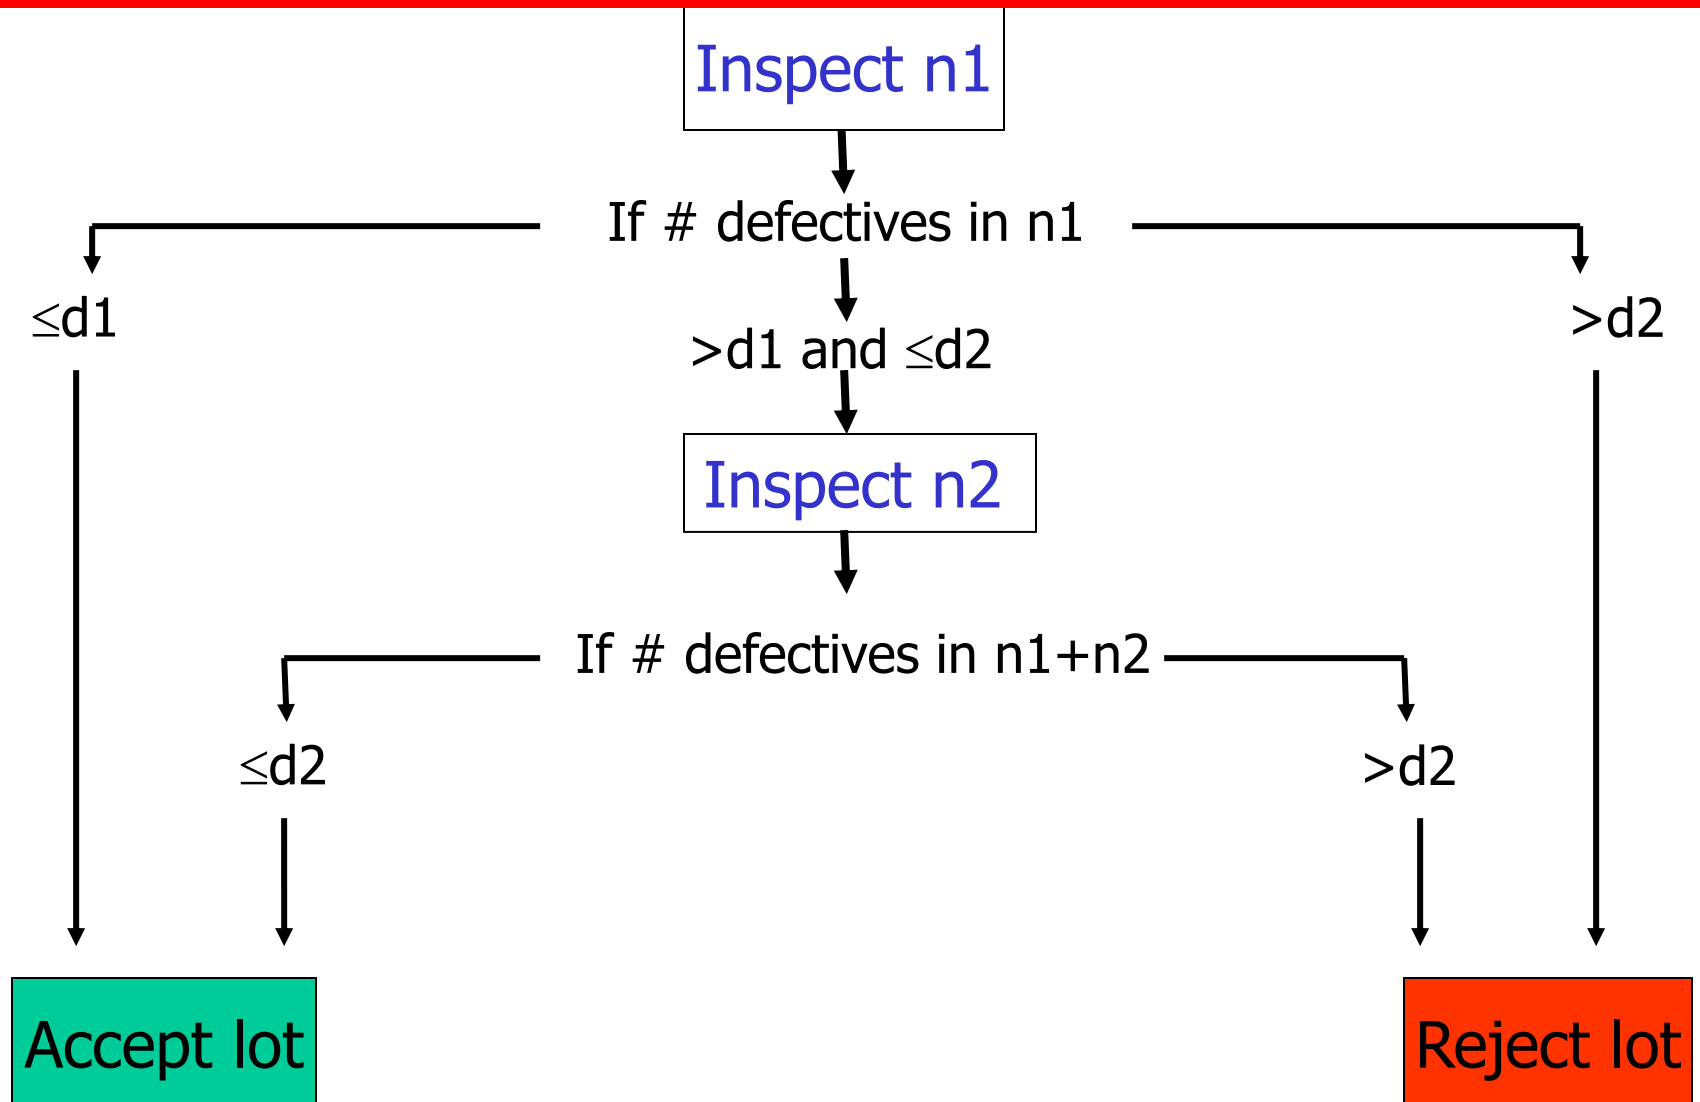 Inspect n1
If # defectives in n1
≤d1
>d2
>d1 and ≤d2
Inspect n2
If # defectives in n1+n2
≤d2
>d2
Accept lot
Reject lot